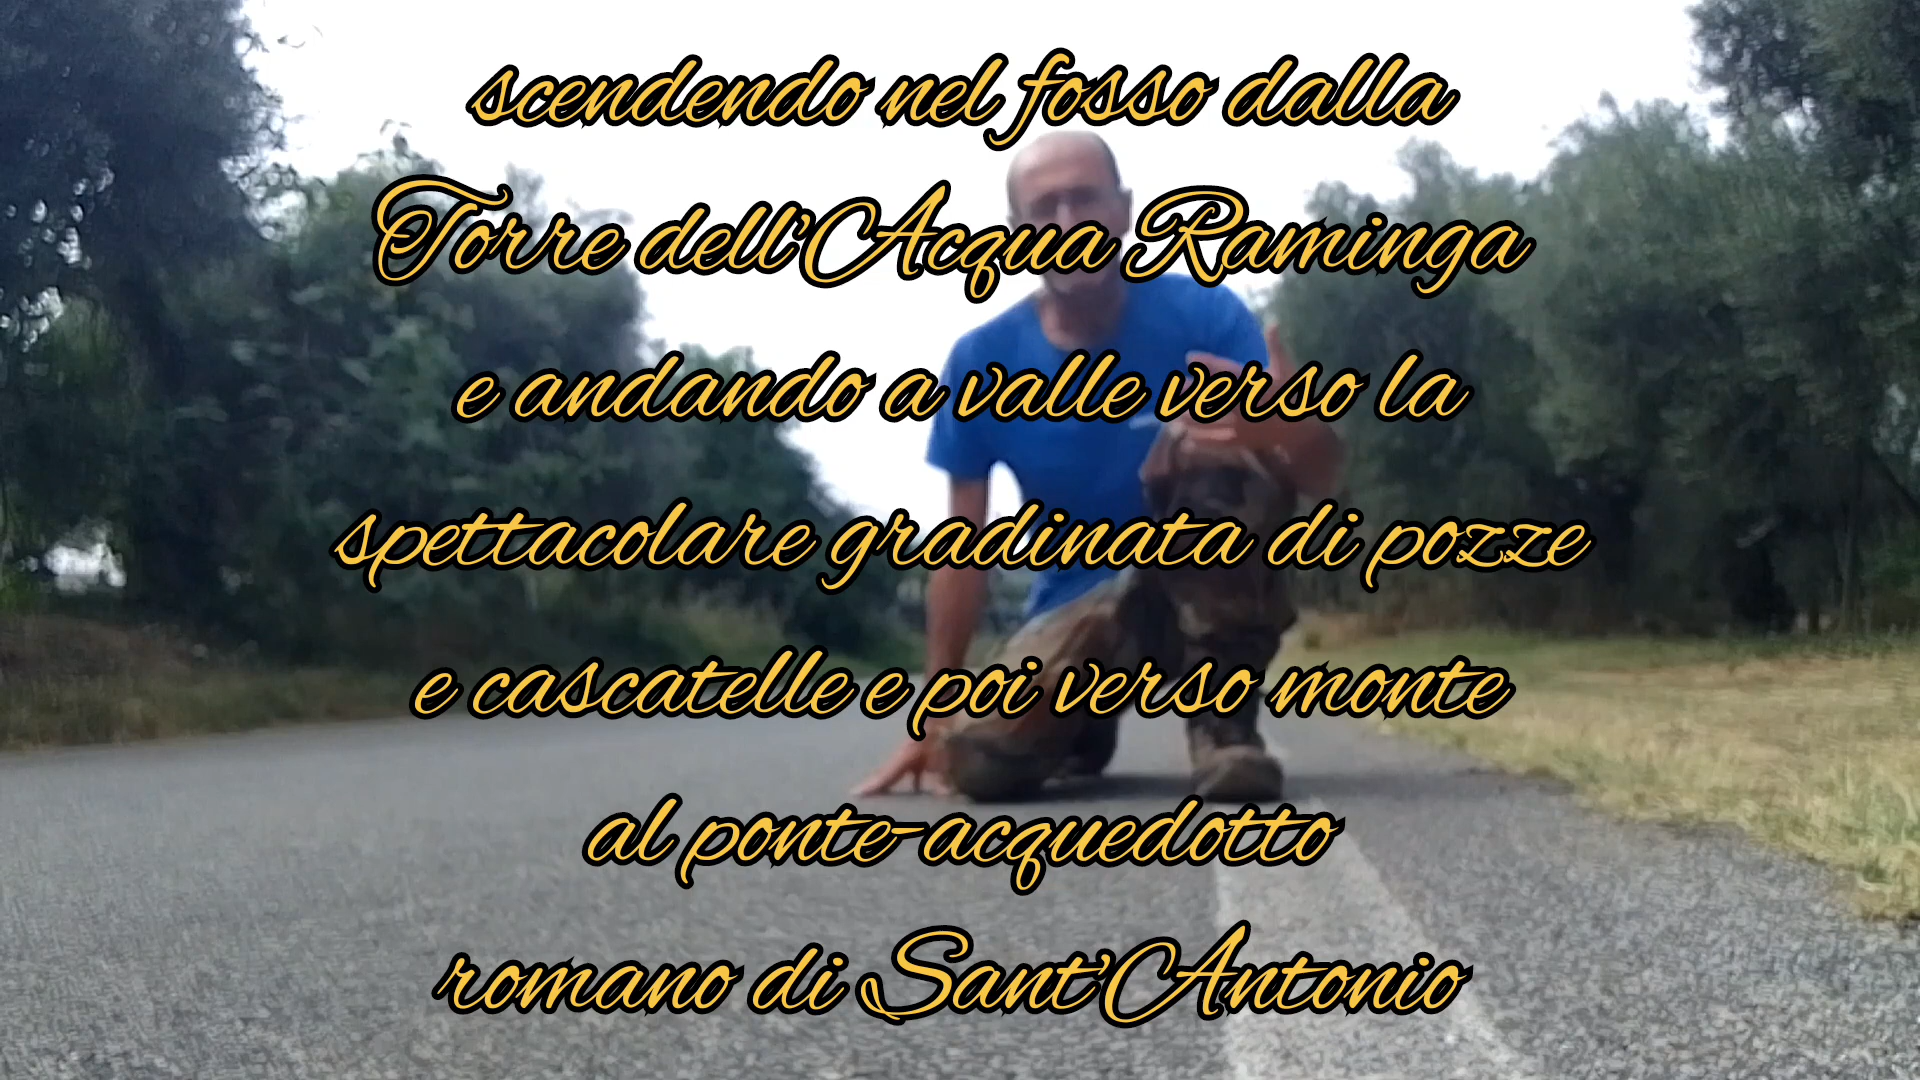 scendendo nel fosso dalla
Torre dell'Acqua Raminga
e andando a valle verso la
spettacolare gradinata di pozze
e cascatelle e poi verso monte
al ponte-acquedotto
romano di Sant'Antonio